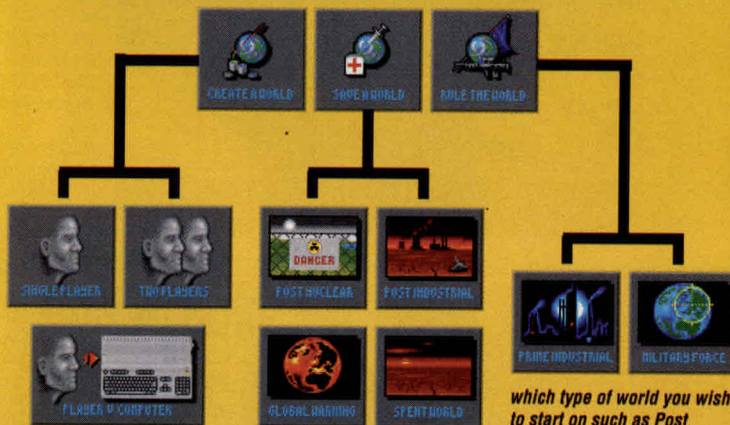 CREATE A WORLD
SAVE A WORLD
RULE THE WORLD
SINGLE PLAYER
TWO PLAYERS
DANGER
POST NUCLEAR
POST INDUSTRIAL
PRIME INDUSTRIAL
MILITARY FORCE
PLAYER V COMPUTER
GLOBAL WARMING
SPENT WORLD
which type of world you wish
to start on such as Post